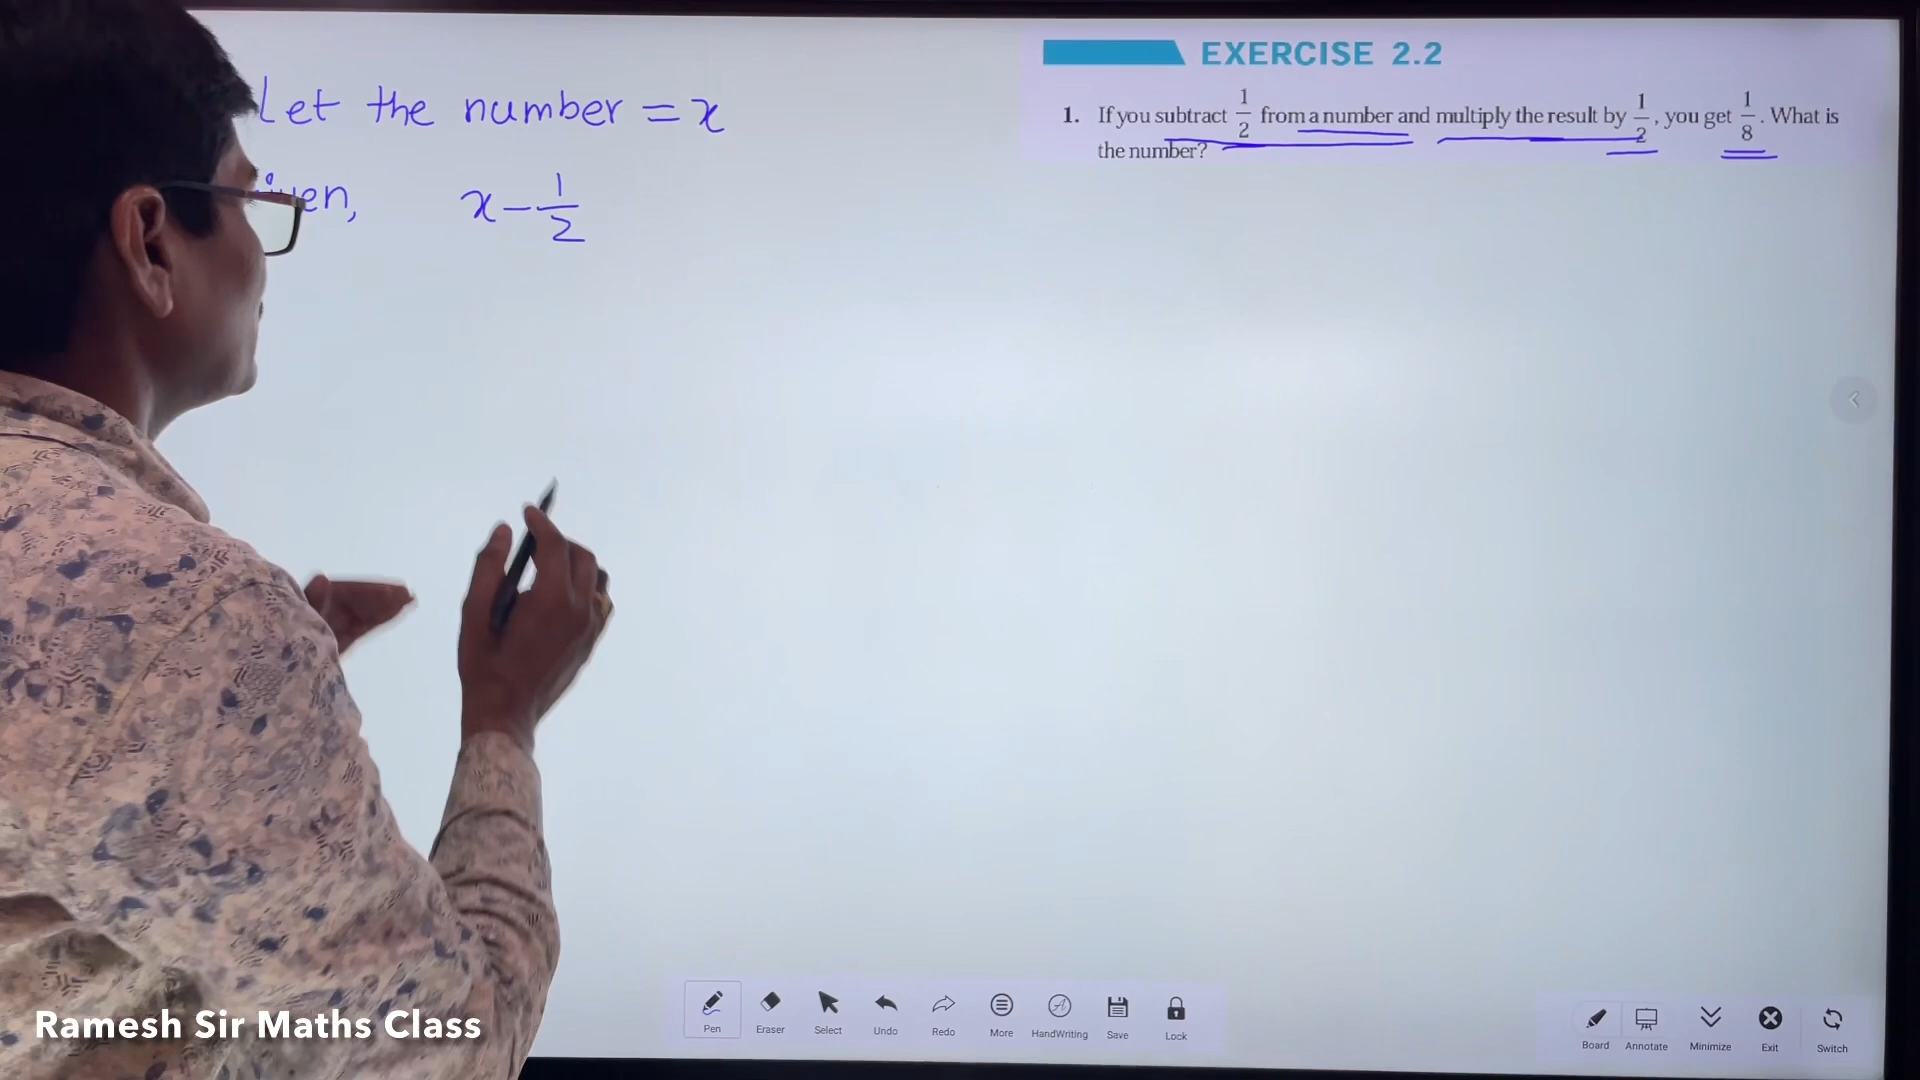 EXERCISE 2.2
1. If you subtract 1/2 from a number and multiply the result by 1/2, you get 1/8. What is
the number?
Let the number = x
iven, x - 1/2
Ramesh Sir Maths Class
Pen Eraser Select Undo Redo More HandWriting Save Lock
Board Annotate Minimize Exit Switch